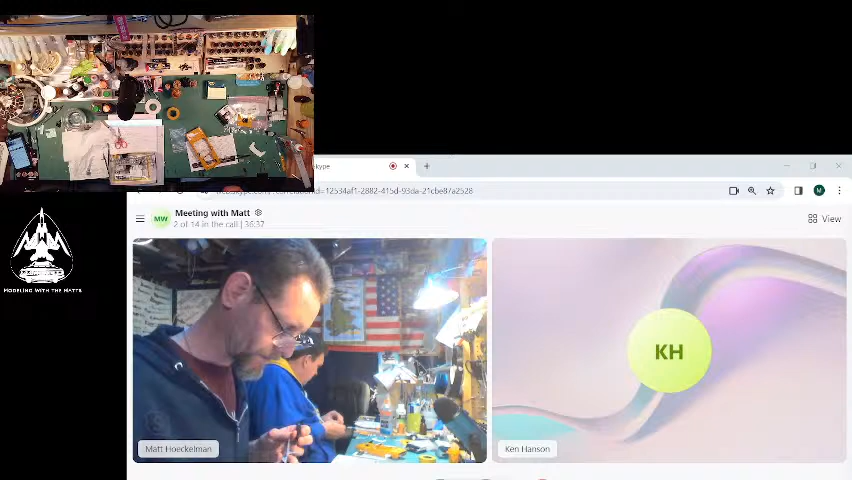 MODELING WITH THE MATTS
MW
Meeting with Matt
2 of 14 in the call | 36:37
View
Matt Hoeckelman
KH
Ken Hanson
M